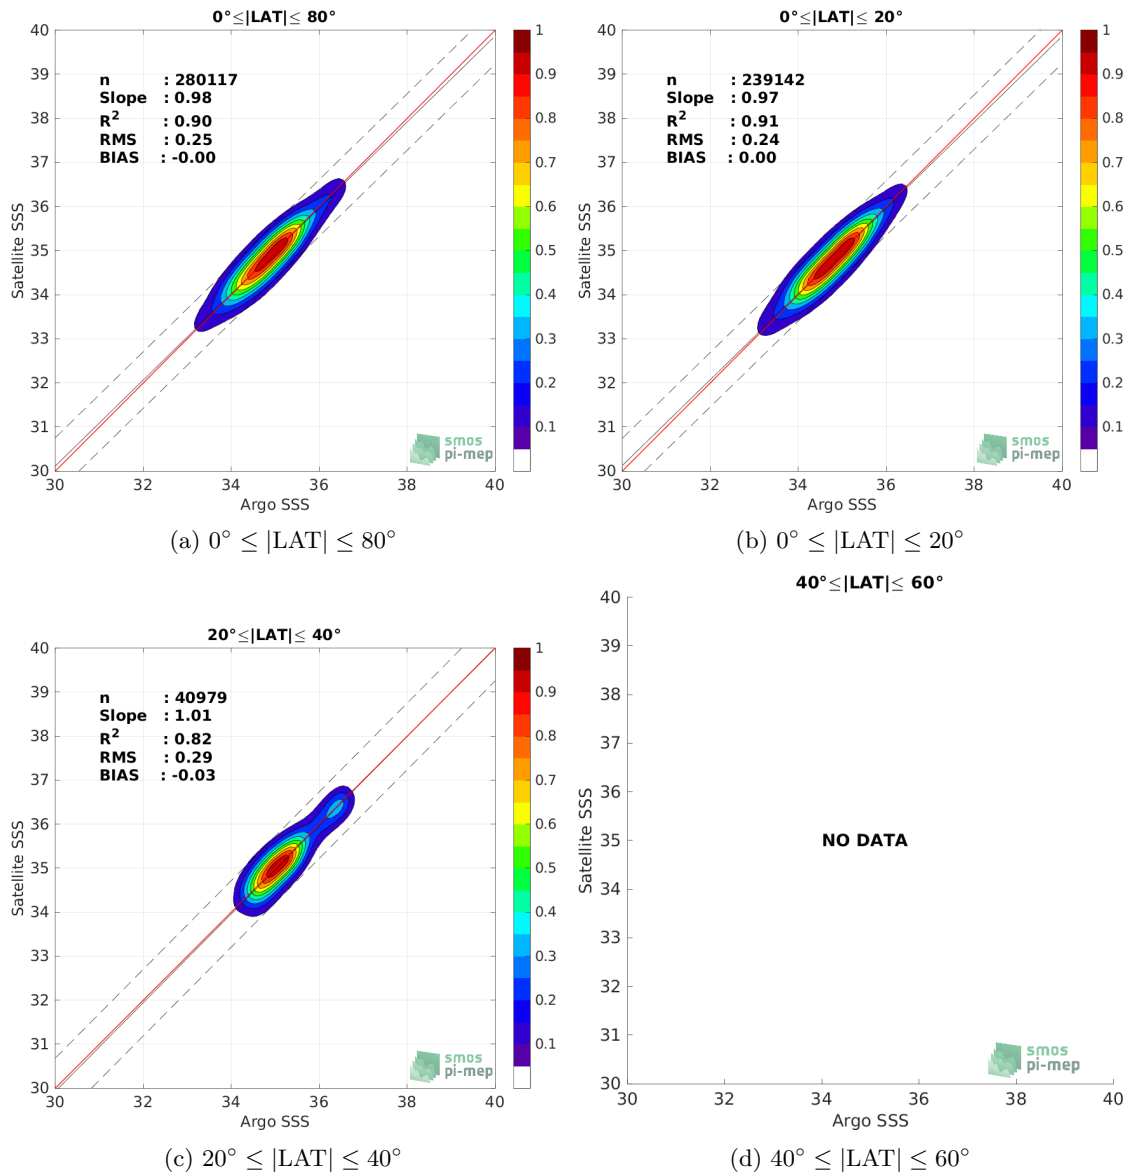 0°≤|LAT|≤ 80°
40
39
38
37
36
35
34
33
32
31
30
Satellite SSS
n : 280117
Slope : 0.98
R2 : 0.90
RMS : 0.25
BIAS : -0.00
smos
pi-mep
30 32 34 36 38 40
Argo SSS
1
0.9
0.8
0.7
0.6
0.5
0.4
0.3
0.2
0.1
(a) 0° ≤ |LAT| ≤ 80°
0°≤|LAT|≤ 20°
40
39
38
37
36
35
34
33
32
31
30
Satellite SSS
n : 239142
Slope : 0.97
R2 : 0.91
RMS : 0.24
BIAS : 0.00
smos
pi-mep
30 32 34 36 38 40
Argo SSS
1
0.9
0.8
0.7
0.6
0.5
0.4
0.3
0.2
0.1
(b) 0° ≤ |LAT| ≤ 20°
20°≤|LAT|≤ 40°
40
39
38
37
36
35
34
33
32
31
30
Satellite SSS
n : 40979
Slope : 1.01
R2 : 0.82
RMS : 0.29
BIAS : -0.03
smos
pi-mep
30 32 34 36 38 40
Argo SSS
1
0.9
0.8
0.7
0.6
0.5
0.4
0.3
0.2
0.1
(c) 20° ≤ |LAT| ≤ 40°
40°≤|LAT|≤ 60°
40
39
38
37
36
35
34
33
32
31
30
Satellite SSS
NO DATA
smos
pi-mep
30 32 34 36 38 40
Argo SSS
(d) 40° ≤ |LAT| ≤ 60°